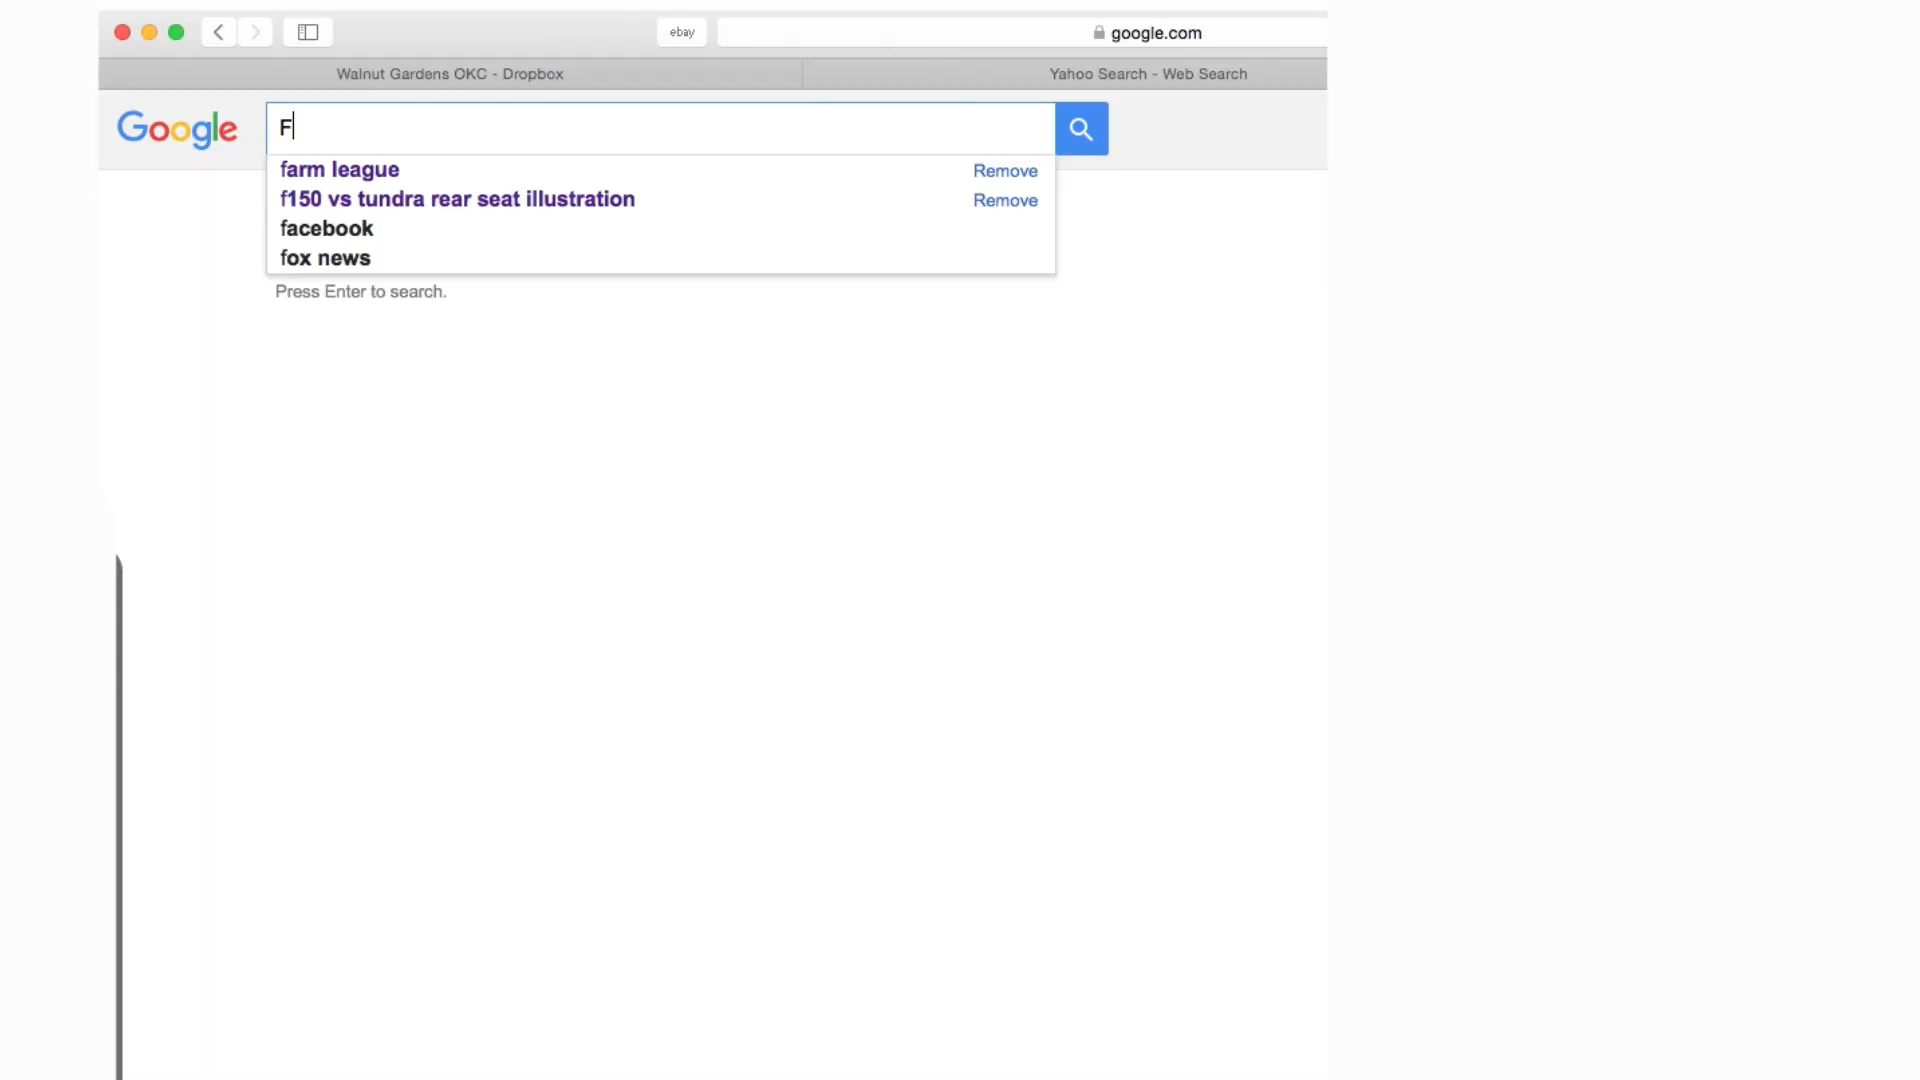 ebay
google.com
Walnut Gardens OKC - Dropbox
Yahoo Search - Web Search
Google
F
farm league
Remove
f150 vs tundra rear seat illustration
Remove
facebook
fox news
Press Enter to search.